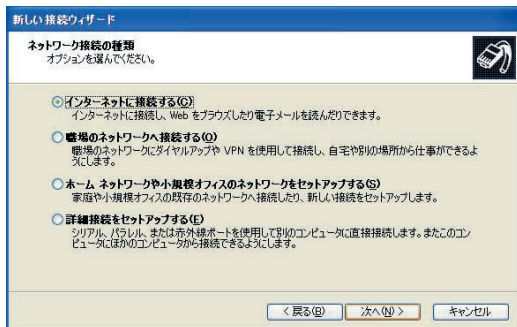 新しい接続ウィザード
ネットワーク接続の種類
オプションを選んでください。
インターネットに接続する(C)
インターネットに接続し、Web をブラウズしたり電子メールを読んだりできます。
職場のネットワークへ接続する(O)
職場のネットワークにダイヤルアップや VPN を使用して接続し、自宅や別の場所から仕事ができるよ
うにします。
ホーム ネットワークや小規模オフィスのネットワークをセットアップする(S)
家庭や小規模オフィスの既存のネットワークへ接続したり、新しい接続をセットアップします。
詳細接続をセットアップする(E)
シリアル、パラレル、または赤外線ポートを使用して別のコンピュータに直接接続します。またこのコン
ピュータにほかのコンピュータから接続できるようにします。
< 戻る(B) 次へ(N) > キャンセル